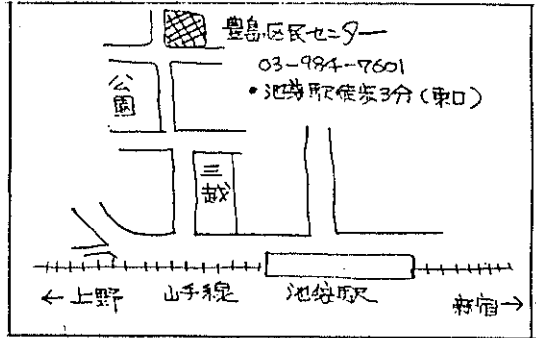 豊島区民センター
03-984-7601
・池袋駅徒歩3分(東口)
公園
三越
←上野 山手線 池袋駅 新宿→